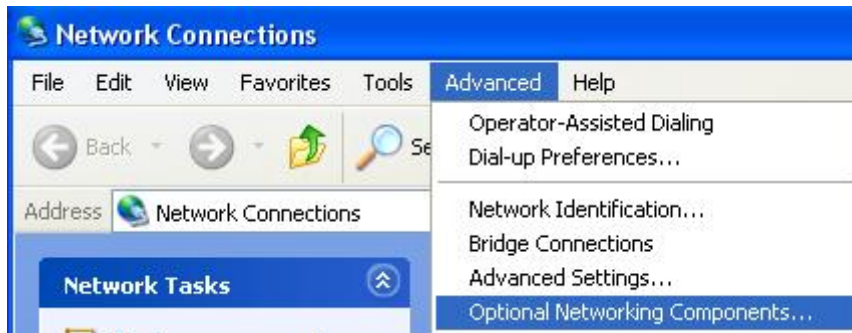 Network Connections
File Edit View Favorites Tools Advanced Help
Operator-Assisted Dialing
Back
Dial-up Preferences...
Address Network Connections
Network Identification...
Bridge Connections
Network Tasks
Advanced Settings...
Optional Networking Components...